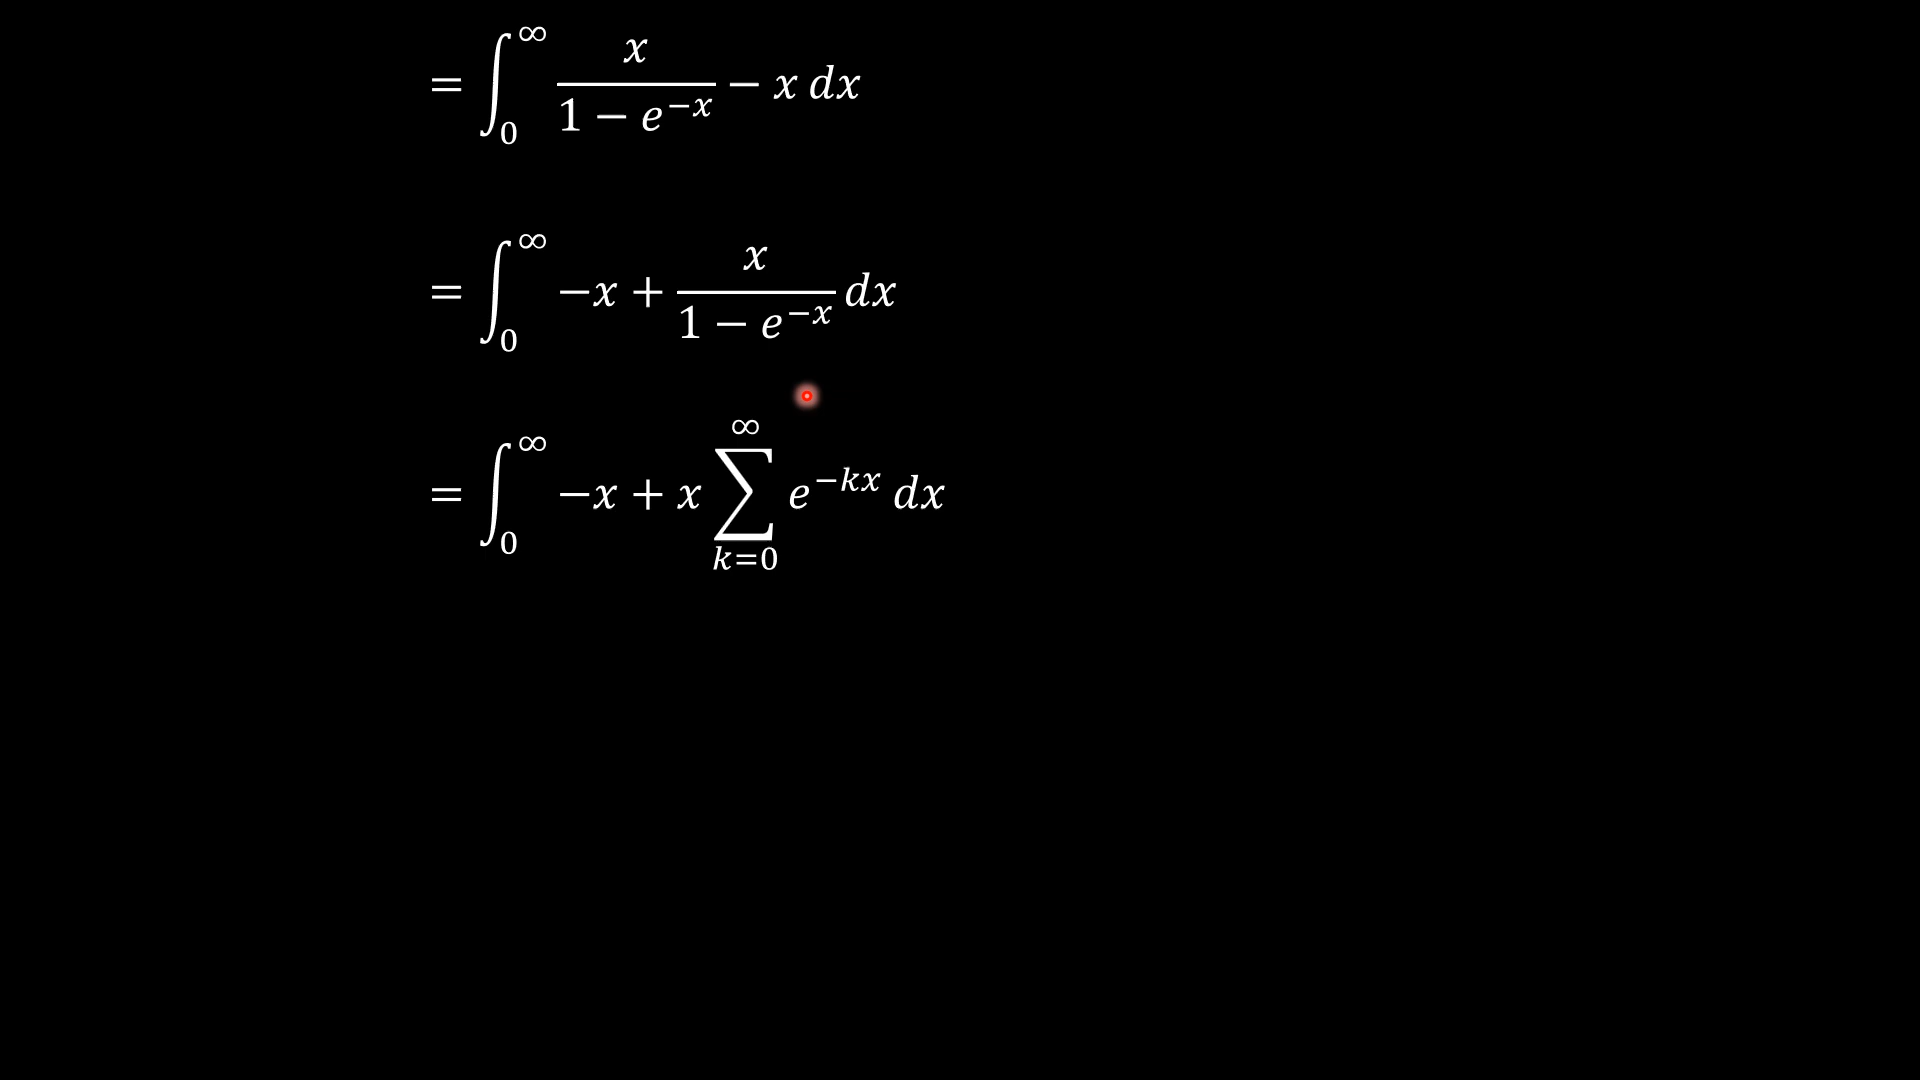 = ∫₀^∞ x/(1 − e^{−x}) − x dx
= ∫₀^∞ −x + x/(1 − e^{−x}) dx
= ∫₀^∞ −x + x ∑_{k=0}^∞ e^{−kx} dx